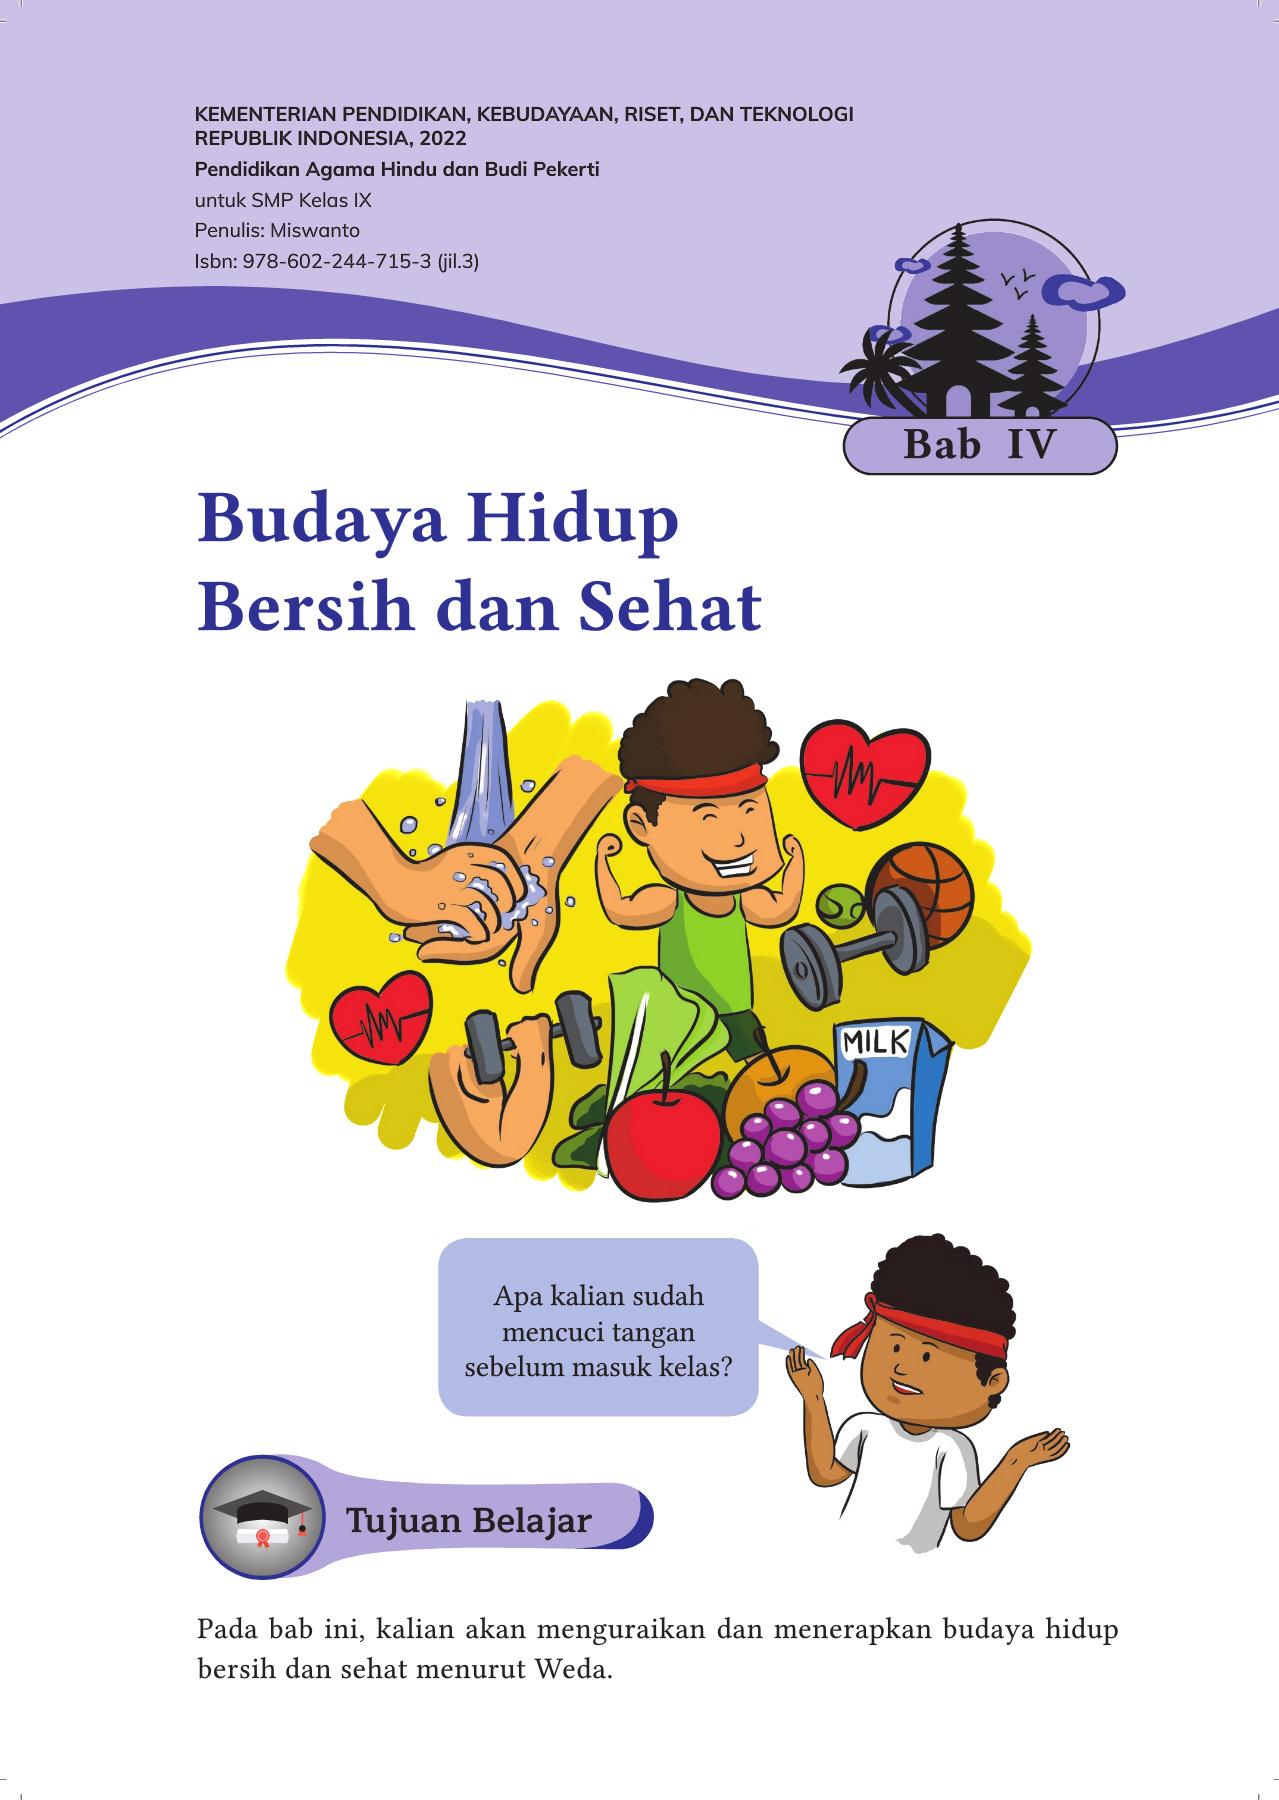 KEMENTERIAN PENDIDIKAN, KEBUDAYAAN, RISET, DAN TEKNOLOGI
REPUBLIK INDONESIA, 2022
Pendidikan Agama Hindu dan Budi Pekerti
untuk SMP Kelas IX
Penulis: Miswanto
Isbn: 978-602-244-715-3 (jil.3)
Bab IV
Budaya Hidup
Bersih dan Sehat
MILK
Apa kalian sudah
mencuci tangan
sebelum masuk kelas?
Tujuan Belajar
Pada bab ini, kalian akan menguraikan dan menerapkan budaya hidup
bersih dan sehat menurut Weda.